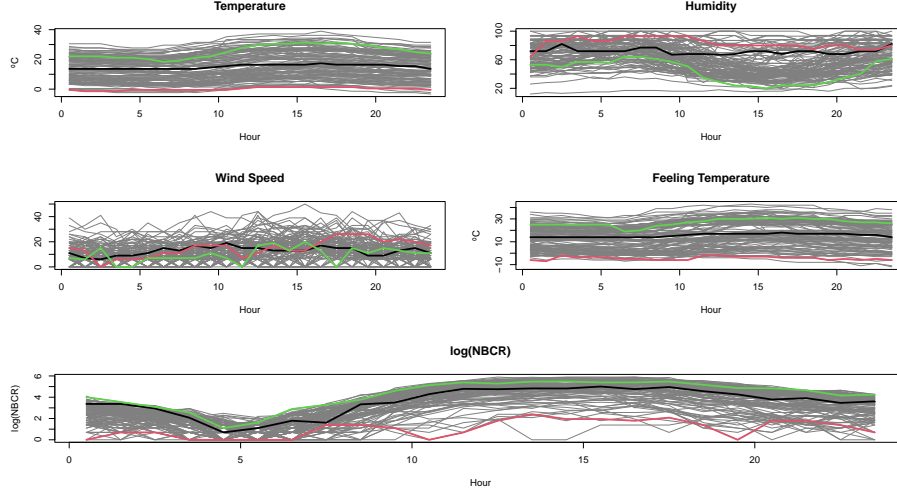 Temperature
ºC
0 20 40
0 5 10 15 20
Hour
Humidity
20 60 100
0 5 10 15 20
Hour
Wind Speed
0 20 40
0 5 10 15 20
Hour
Feeling Temperature
ºC
−10 10 30
0 5 10 15 20
Hour
log(NBCR)
log(NBCR)
0 2 4 6
0 5 10 15 20
Hour